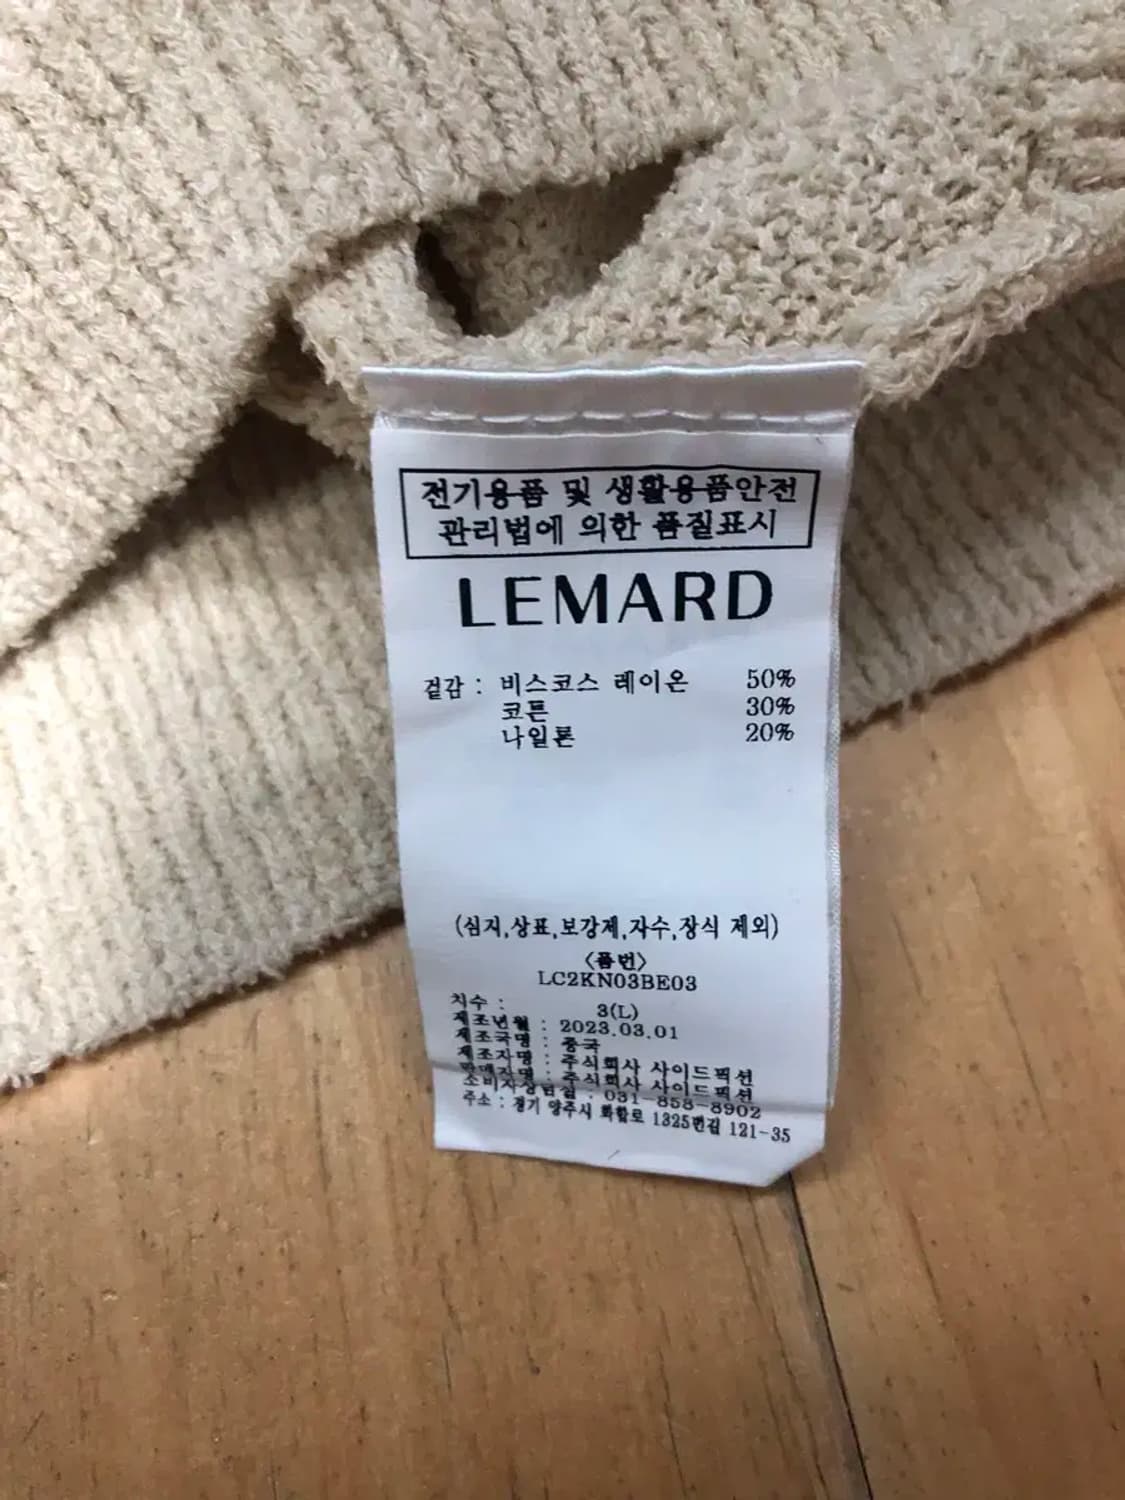 전기용품 및 생활용품안전
관리법에 의한 품질표시
LEMARD
겉감 : 비스코스 레이온 50%
코튼 30%
나일론 20%
(심지,상표,보강제,자수,장식 제외)
<품번>
LC2KN03BE03
치수 : 3(L)
제조년월 : 2023.03.01
제조국명 : 중국
제조자명 : 주식회사 사이드픽션
판매자명 : 주식회사 사이드픽션
소비자상담실 : 031-858-8902
주소 : 경기 양주시 화합로 1325번길 121-35